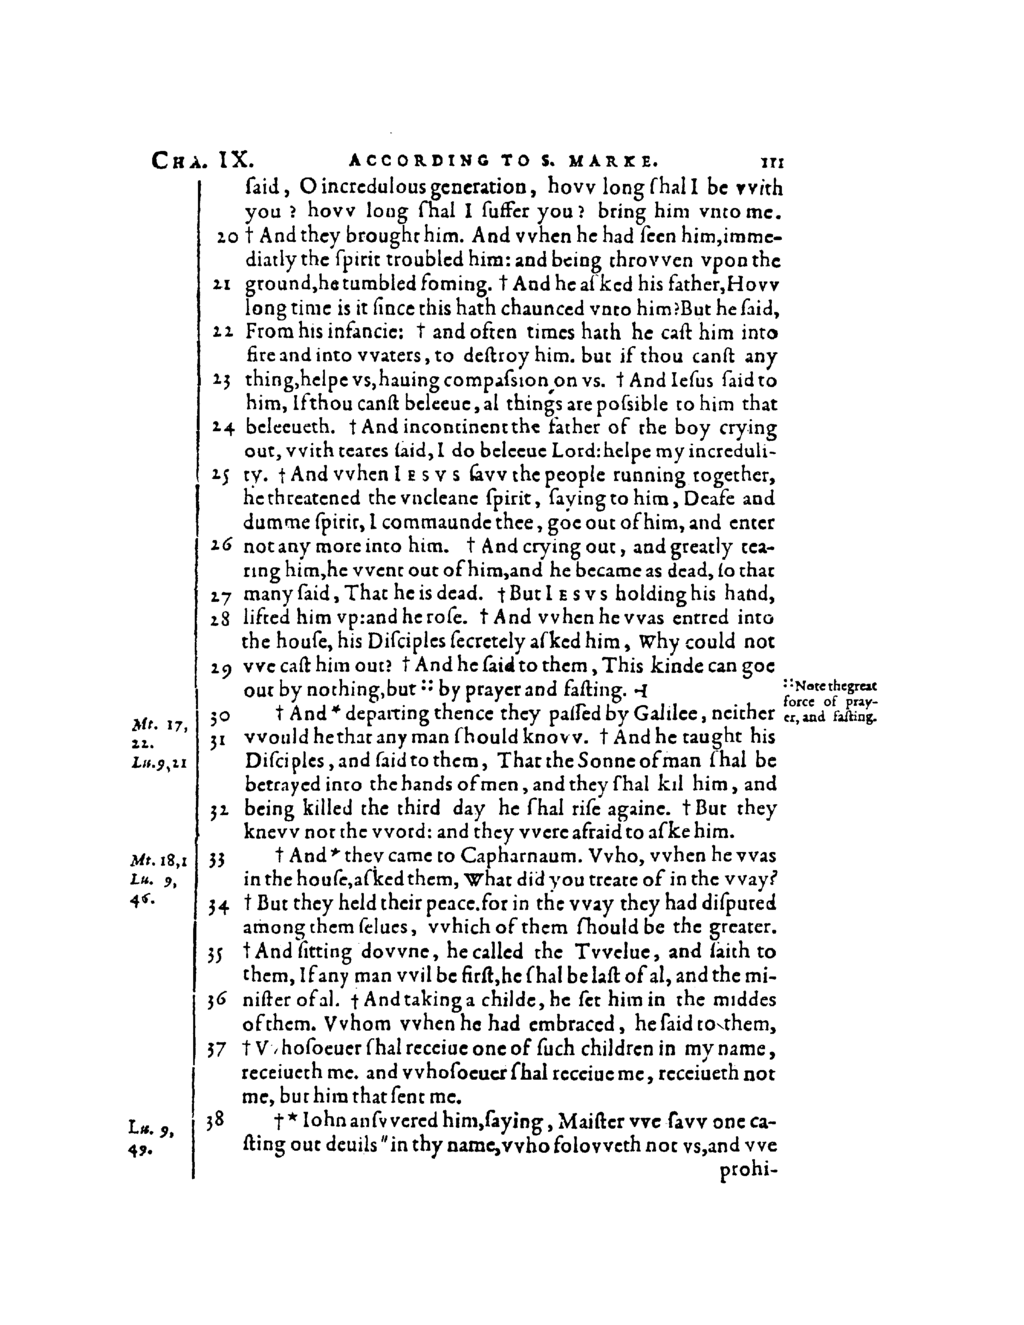 CHA. IX. ACCORDING TO S. MARKE. 111
ſaid, O incredulous generation, hovv long ſhal I be vvith
you? hovv long ſhal I ſuffer you? bring him vnto me.
20 † And they brought him. And vvhen he had ſeen him, imme-
diatly the ſpirit troubled him: and being throvven vpon the
21 ground, he tumbled foming. † And he aſked his father, Hovv
long time is it ſince this hath chaunced vnto him? But he ſaid,
22 From his infancie: † and often times hath he caſt him into
fire and into vvaters, to deſtroy him. but if thou canſt any
23 thing, helpe vs, hauing compaſsion on vs. † And Ieſus ſaid to
him, If thou canſt beleeue, al things are poſsible to him that
24 beleeueth. † And incontinent the father of the boy crying
out, vvith teares ſaid, I do beleeue Lord: helpe my increduli-
25 ty. † And vvhen IESVS ſavv the people running together,
he threatened the vncleane ſpirit, ſaying to him, Deafe and
dumme ſpirit, I commaunde thee, goe out of him, and enter
26 not any more into him. † And crying out, and greatly tea-
ring him, he vvent out of him, and he became as dead, ſo that
27 many ſaid, That he is dead. † But IESVS holding his hand,
28 lifted him vp: and he roſe. † And vvhen he vvas entred into
the houſe, his Diſciples ſecretely aſked him, Why could not
29 vve caſt him out? † And he ſaid to them, This kinde can goe
out by nothing, but :: by prayer and faſting. ⊣
::Note the great
force of pray-
er, and faſting.
Mt. 17,
22.
Lu. 9, 21
30 † And * departing thence they paſſed by Galilee, neither
31 vvould he that any man ſhould knovv. † And he taught his
Diſciples, and ſaid to them, That the Sonne of man ſhal be
betrayed into the hands of men, and they ſhal kil him, and
32 being killed the third day he ſhal riſe againe. † But they
knevv not the vvord: and they vvere afraid to aſke him.
Mt. 18, 1
Lu. 9,
46.
33 † And * they came to Capharnaum. Vvho, vvhen he vvas
in the houſe, aſked them, What did you treate of in the vvay?
34 † But they held their peace. for in the vvay they had diſputed
among them ſelues, vvhich of them ſhould be the greater.
35 † And ſitting dovvne, he called the Tvvelue, and ſaith to
them, If any man vvil be firſt, he ſhal be laſt of al, and the mi-
36 niſter of al. † And taking a childe, he ſet him in the middes
of them. Vvhom vvhen he had embraced, he ſaid to them,
37 † Vvhoſoeuer ſhal receiue one of ſuch children in my name,
receiueth me. and vvhoſoeuer ſhal receiue me, receiueth not
me, but him that ſent me.
Lu. 9,
49.
38 † * Iohn anſvvered him, ſaying, Maiſter vve ſavv one ca-
ſting out deuils " in thy name, vvho folovveth not vs, and vve
prohi-